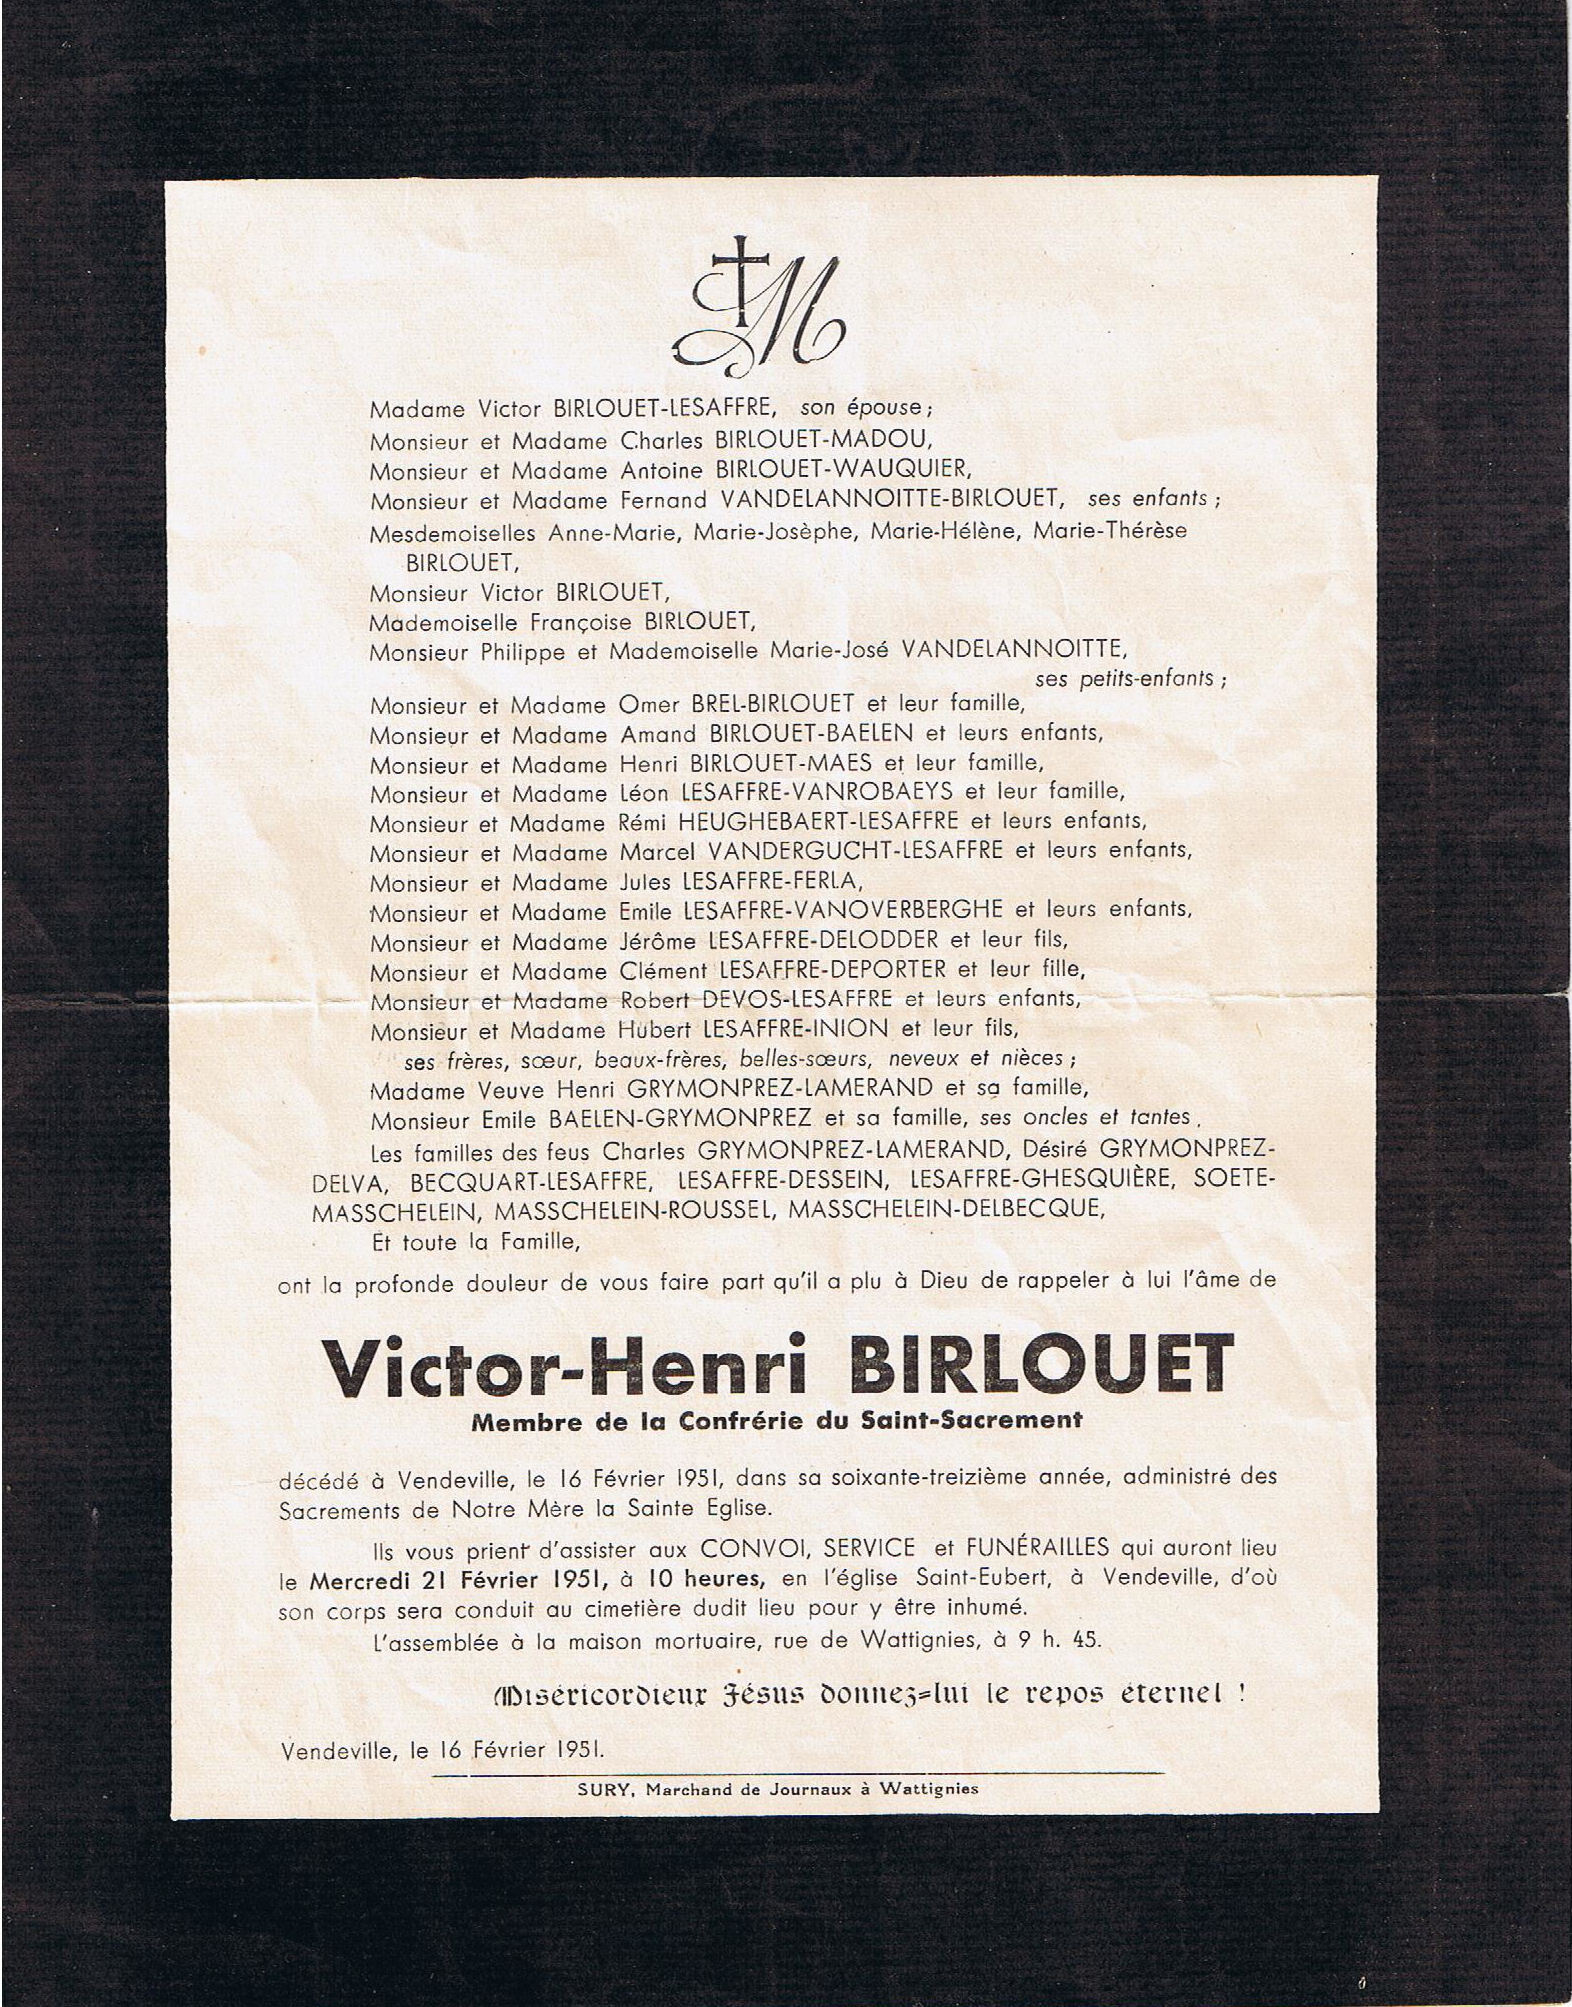 M
Madame Victor BIRLOUET-LESAFFRE, son épouse ;
Monsieur et Madame Charles BIRLOUET-MADOU,
Monsieur et Madame Antoine BIRLOUET-WAUQUIER,
Monsieur et Madame Fernand VANDELANNOITTE-BIRLOUET, ses enfants ;
Mesdemoiselles Anne-Marie, Marie-Josèphe, Marie-Hélène, Marie-Thérèse
BIRLOUET,
Monsieur Victor BIRLOUET,
Mademoiselle Françoise BIRLOUET,
Monsieur Philippe et Mademoiselle Marie-José VANDELANNOITTE,
ses petits-enfants ;
Monsieur et Madame Omer BREL-BIRLOUET et leur famille,
Monsieur et Madame Amand BIRLOUET-BAELEN et leurs enfants,
Monsieur et Madame Henri BIRLOUET-MAES et leur famille,
Monsieur et Madame Léon LESAFFRE-VANROBAEYS et leur famille,
Monsieur et Madame Rémi HEUGHEBAERT-LESAFFRE et leurs enfants,
Monsieur et Madame Marcel VANDERGUCHT-LESAFFRE et leurs enfants,
Monsieur et Madame Jules LESAFFRE-FERLA,
Monsieur et Madame Emile LESAFFRE-VANOVERBERGHE et leurs enfants,
Monsieur et Madame Jérôme LESAFFRE-DELODDER et leur fils,
Monsieur et Madame Clément LESAFFRE-DEPORTER et leur fille,
Monsieur et Madame Robert DEVOS-LESAFFRE et leurs enfants,
Monsieur et Madame Hubert LESAFFRE-INION et leur fils,
ses frères, sœur, beaux-frères, belles-sœurs, neveux et nièces ;
Madame Veuve Henri GRYMONPREZ-LAMERAND et sa famille,
Monsieur Emile BAELEN-GRYMONPREZ et sa famille, ses oncles et tantes,
Les familles des feus Charles GRYMONPREZ-LAMERAND, Désiré GRYMONPREZ-
DELVA, BECQUART-LESAFFRE, LESAFFRE-DESSEIN, LESAFFRE-GHESQUIÈRE, SOETE-
MASSCHELEIN, MASSCHELEIN-ROUSSEL, MASSCHELEIN-DELBECQUE,
Et toute la Famille,
ont la profonde douleur de vous faire part qu'il a plu à Dieu de rappeler à lui l'âme de
Victor-Henri BIRLOUET
Membre de la Confrérie du Saint-Sacrement
décédé à Vendeville, le 16 Février 1951, dans sa soixante-treizième année, administré des
Sacrements de Notre Mère la Sainte Eglise.
Ils vous prient d'assister aux CONVOI, SERVICE et FUNÉRAILLES qui auront lieu
le Mercredi 21 Février 1951, à 10 heures, en l'église Saint-Eubert, à Vendeville, d'où
son corps sera conduit au cimetière dudit lieu pour y être inhumé.
L'assemblée à la maison mortuaire, rue de Wattignies, à 9 h. 45.
Miséricordieux Jésus donnez-lui le repos éternel !
Vendeville, le 16 Février 1951.
SURY, Marchand de Journaux à Wattignies